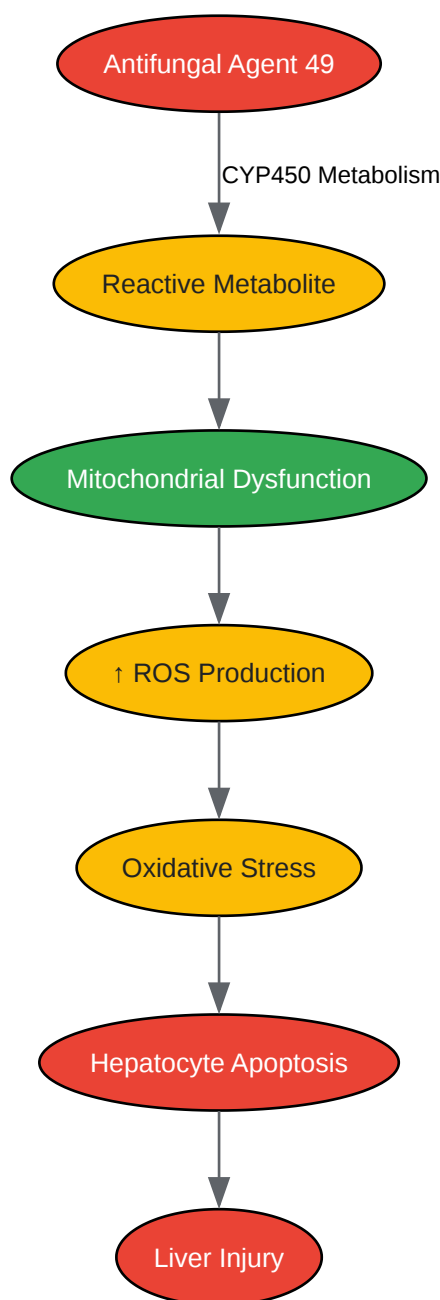 Antifungal Agent 49
CYP450 Metabolism
Reactive Metabolite
Mitochondrial Dysfunction
↑ ROS Production
Oxidative Stress
Hepatocyte Apoptosis
Liver Injury